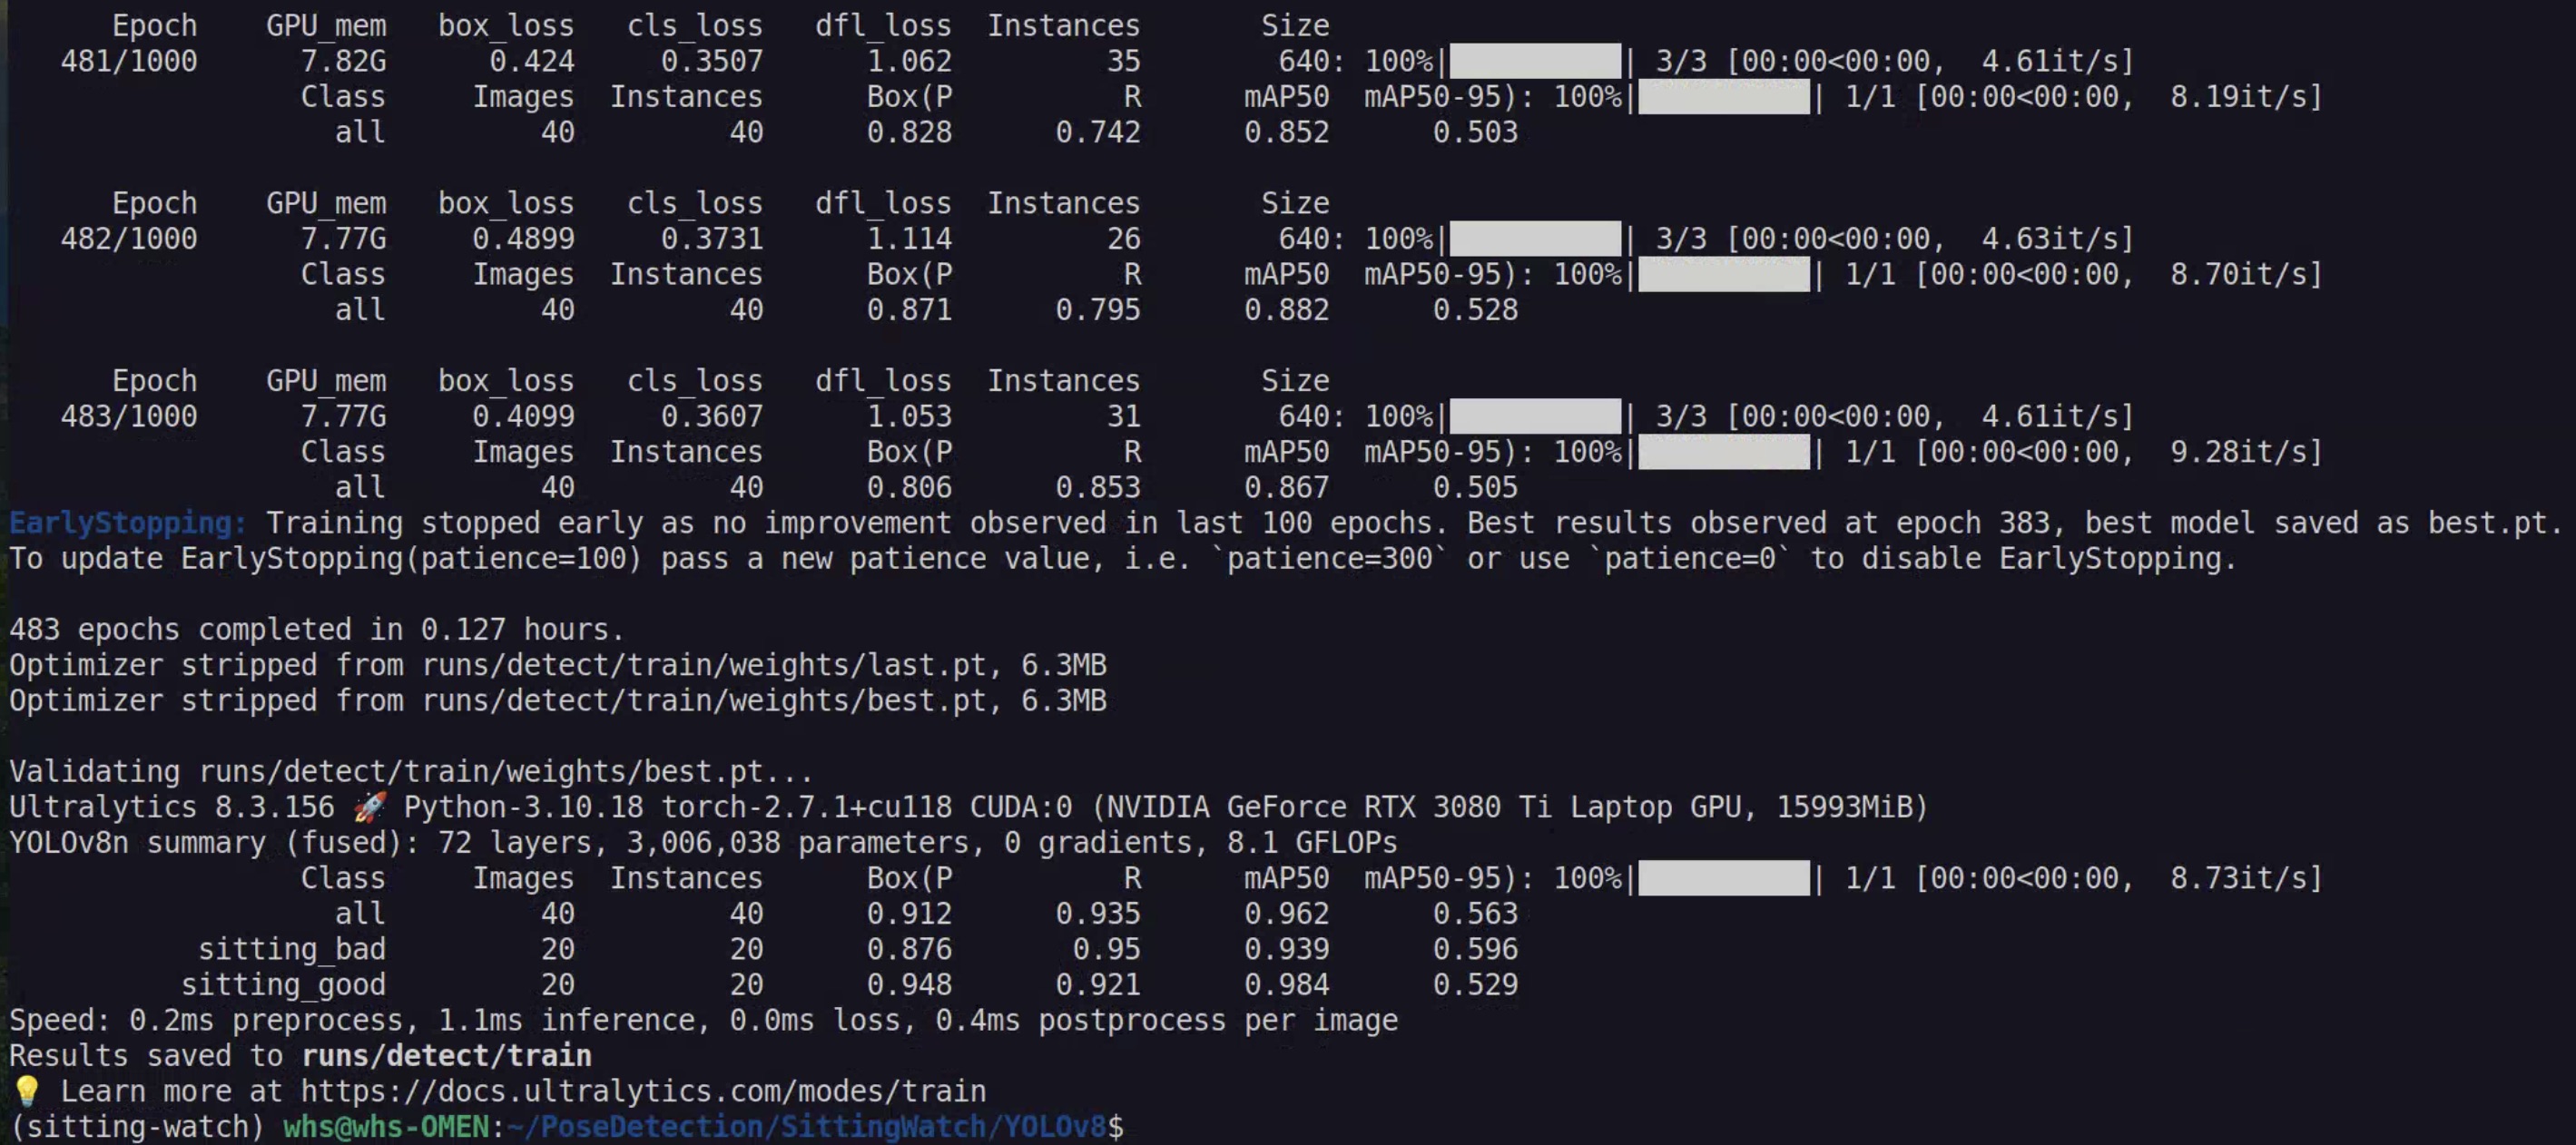 Epoch GPU_mem box_loss cls_loss dfl_loss Instances Size
481/1000 7.82G 0.424 0.3507 1.062 35 640: 100%|██████████| 3/3 [00:00<00:00, 4.61it/s]
Class Images Instances Box(P R mAP50 mAP50-95): 100%|██████████| 1/1 [00:00<00:00, 8.19it/s]
all 40 40 0.828 0.742 0.852 0.503
Epoch GPU_mem box_loss cls_loss dfl_loss Instances Size
482/1000 7.77G 0.4899 0.3731 1.114 26 640: 100%|██████████| 3/3 [00:00<00:00, 4.63it/s]
Class Images Instances Box(P R mAP50 mAP50-95): 100%|██████████| 1/1 [00:00<00:00, 8.70it/s]
all 40 40 0.871 0.795 0.882 0.528
Epoch GPU_mem box_loss cls_loss dfl_loss Instances Size
483/1000 7.77G 0.4099 0.3607 1.053 31 640: 100%|██████████| 3/3 [00:00<00:00, 4.61it/s]
Class Images Instances Box(P R mAP50 mAP50-95): 100%|██████████| 1/1 [00:00<00:00, 9.28it/s]
all 40 40 0.806 0.853 0.867 0.505
EarlyStopping: Training stopped early as no improvement observed in last 100 epochs. Best results observed at epoch 383, best model saved as best.pt.
To update EarlyStopping(patience=100) pass a new patience value, i.e. `patience=300` or use `patience=0` to disable EarlyStopping.
483 epochs completed in 0.127 hours.
Optimizer stripped from runs/detect/train/weights/last.pt, 6.3MB
Optimizer stripped from runs/detect/train/weights/best.pt, 6.3MB
Validating runs/detect/train/weights/best.pt...
Ultralytics 8.3.156 🚀 Python-3.10.18 torch-2.7.1+cu118 CUDA:0 (NVIDIA GeForce RTX 3080 Ti Laptop GPU, 15993MiB)
YOLOv8n summary (fused): 72 layers, 3,006,038 parameters, 0 gradients, 8.1 GFLOPs
Class Images Instances Box(P R mAP50 mAP50-95): 100%|██████████| 1/1 [00:00<00:00, 8.73it/s]
all 40 40 0.912 0.935 0.962 0.563
sitting_bad 20 20 0.876 0.95 0.939 0.596
sitting_good 20 20 0.948 0.921 0.984 0.529
Speed: 0.2ms preprocess, 1.1ms inference, 0.0ms loss, 0.4ms postprocess per image
Results saved to runs/detect/train
💡 Learn more at https://docs.ultralytics.com/modes/train
(sitting-watch) whs@whs-OMEN:~/PoseDetection/SittingWatch/YOLOv8$